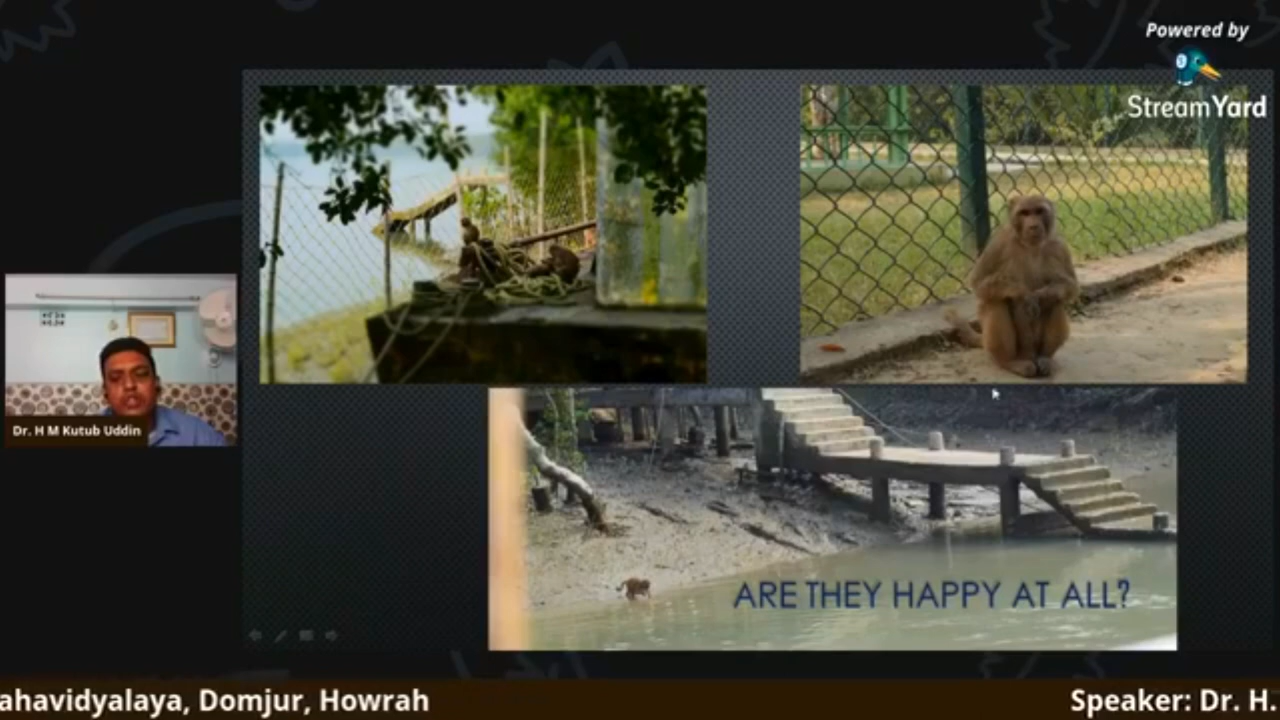 Powered by
StreamYard
Dr. H M Kutub Uddin
ARE THEY HAPPY AT ALL?
ahavidyalaya, Domjur, Howrah
Speaker: Dr. H.